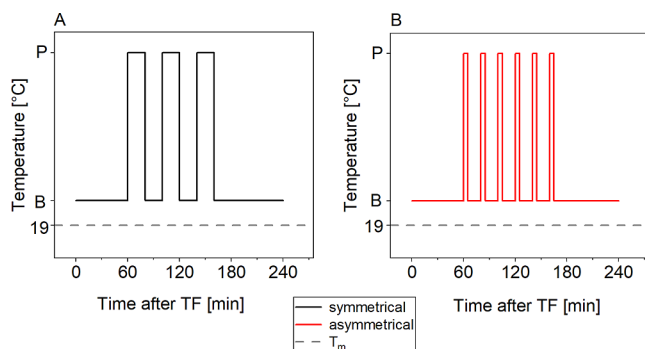 A
B
P
B
19
Temperature [°C]
0
60
120
180
240
Time after TF [min]
P
B
19
Temperature [°C]
0
60
120
180
240
Time after TF [min]
symmetrical
asymmetrical
Tm